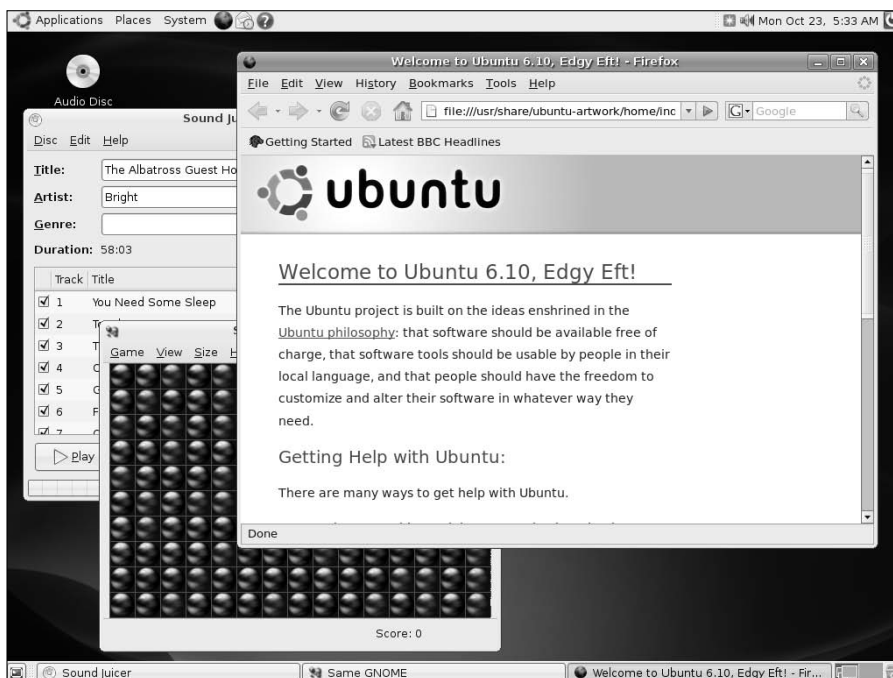 Applications Places System Mon Oct 23, 5:33 AM
Audio Disc
Sound
Disc Edit Help
Title: The Albatross Guest
Artist: Bright
Genre:
Duration: 58:03
Track Title
1 You Need Some Sleep
2
3
4
5
6
7
Play
Game View Size
Score: 0
Welcome to Ubuntu 6.10, Edgy Eft! - Firefox
File Edit View History Bookmarks Tools Help
file:///usr/share/ubuntu-artwork/home/inc G Google
Getting Started Latest BBC Headlines
ubuntu
Welcome to Ubuntu 6.10, Edgy Eft!
The Ubuntu project is built on the ideas enshrined in the
Ubuntu philosophy: that software should be available free of
charge, that software tools should be usable by people in their
local language, and that people should have the freedom to
customize and alter their software in whatever way they
need.
Getting Help with Ubuntu:
There are many ways to get help with Ubuntu.
Done
Sound Juicer Same GNOME Welcome to Ubuntu 6.10, Edgy Eft! - Fir...